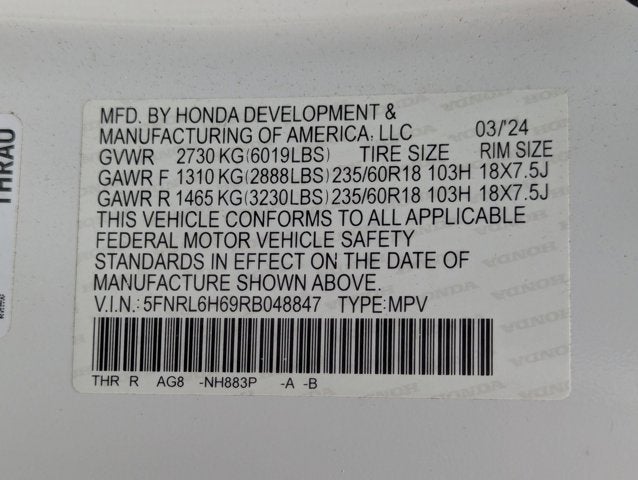 MFD. BY HONDA DEVELOPMENT &
MANUFACTURING OF AMERICA, LLC 03/'24
GVWR 2730 KG(6019LBS) TIRE SIZE RIM SIZE
GAWR F 1310 KG(2888LBS)235/60R18 103H 18X7.5J
GAWR R 1465 KG(3230LBS)235/60R18 103H 18X7.5J
THIS VEHICLE CONFORMS TO ALL APPLICABLE
FEDERAL MOTOR VEHICLE SAFETY
STANDARDS IN EFFECT ON THE DATE OF
MANUFACTURE SHOWN ABOVE.
V.I.N.: 5FNRL6H69RB048847 TYPE:MPV
THR R AG8 -NH883P -A -B
THRAU